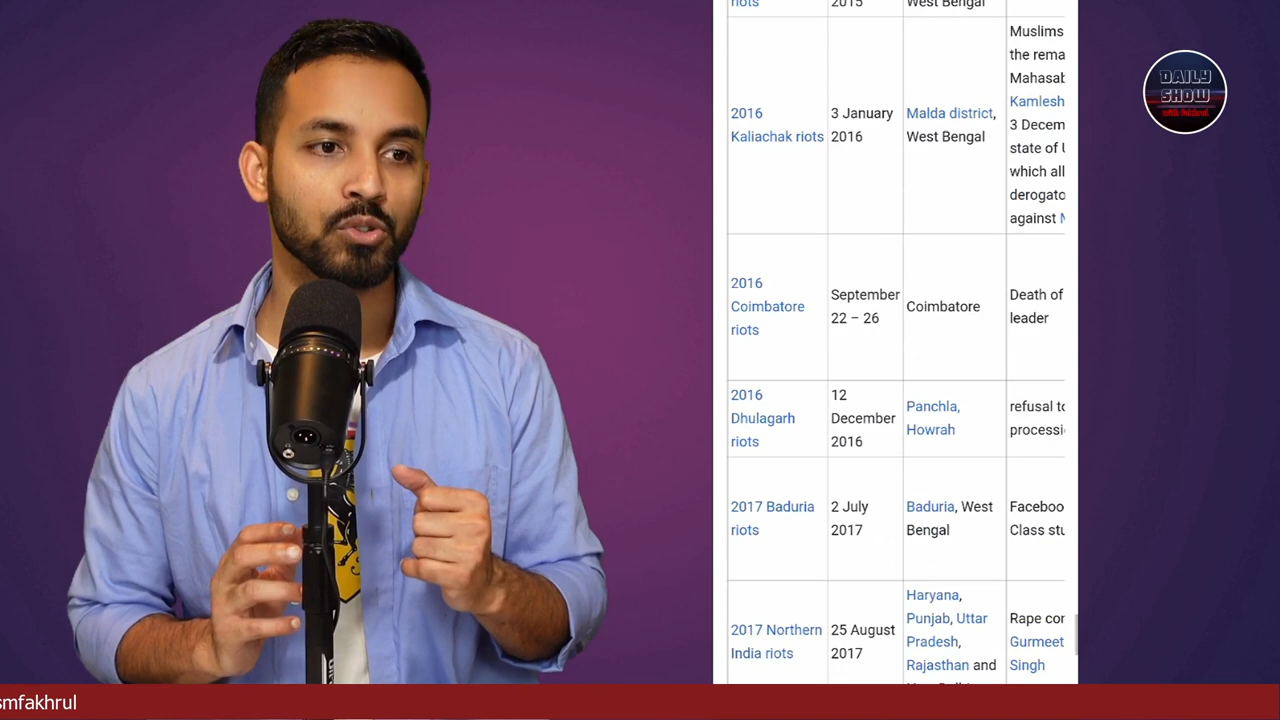 riots
2015
West Bengal
2016
Kaliachak riots
3 January
2016
Malda district,
West Bengal
Muslims
the rema
Mahasab
Kamlesh
3 Decem
state of U
which all
derogato
against M
2016
Coimbatore
riots
September
22 – 26
Coimbatore
Death of
leader
2016
Dhulagarh
riots
12
December
2016
Panchla,
Howrah
refusal to
processi
2017 Baduria
riots
2 July
2017
Baduria, West
Bengal
Faceboo
Class stu
2017 Northern
India riots
25 August
2017
Haryana,
Punjab, Uttar
Pradesh,
Rajasthan and
Rape con
Gurmeet
Singh
DAILY
SHOW
with fakhrul
smfakhrul